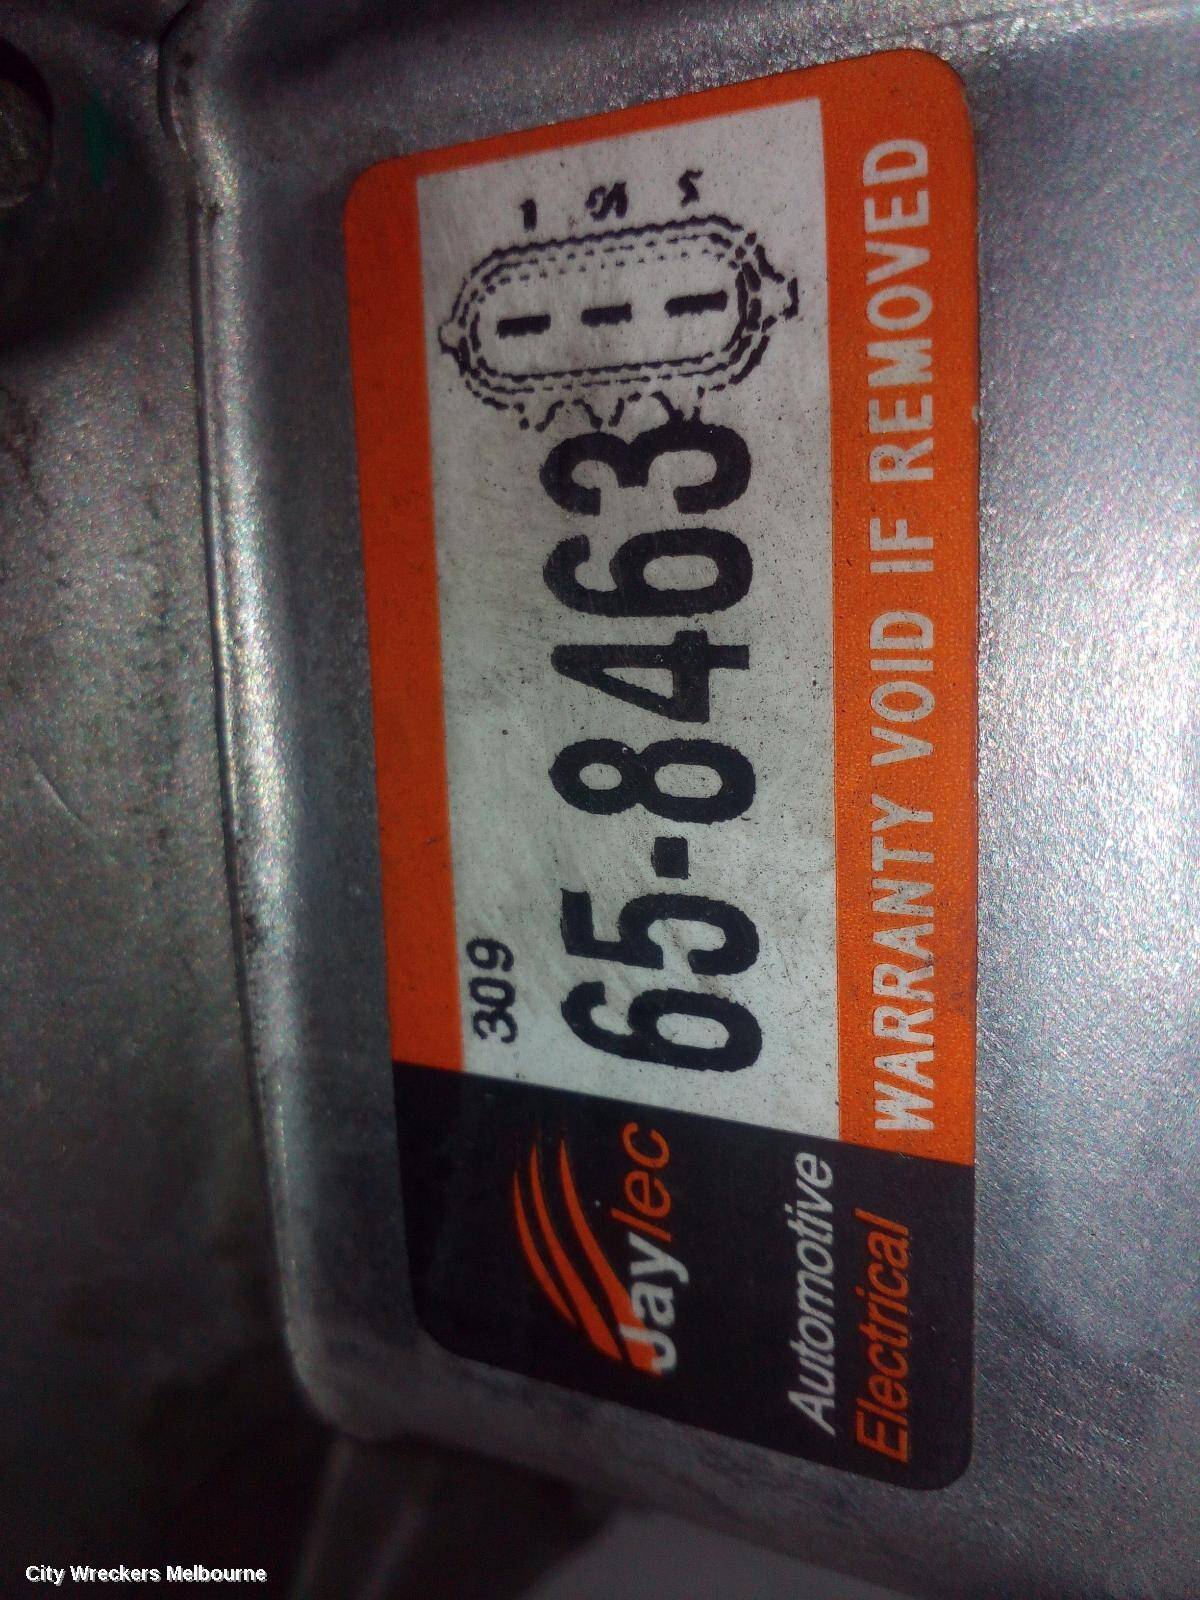 309
65-8463
Jaylec
Automotive
Electrical
WARRANTY VOID IF REMOVED
City Wreckers Melbourne